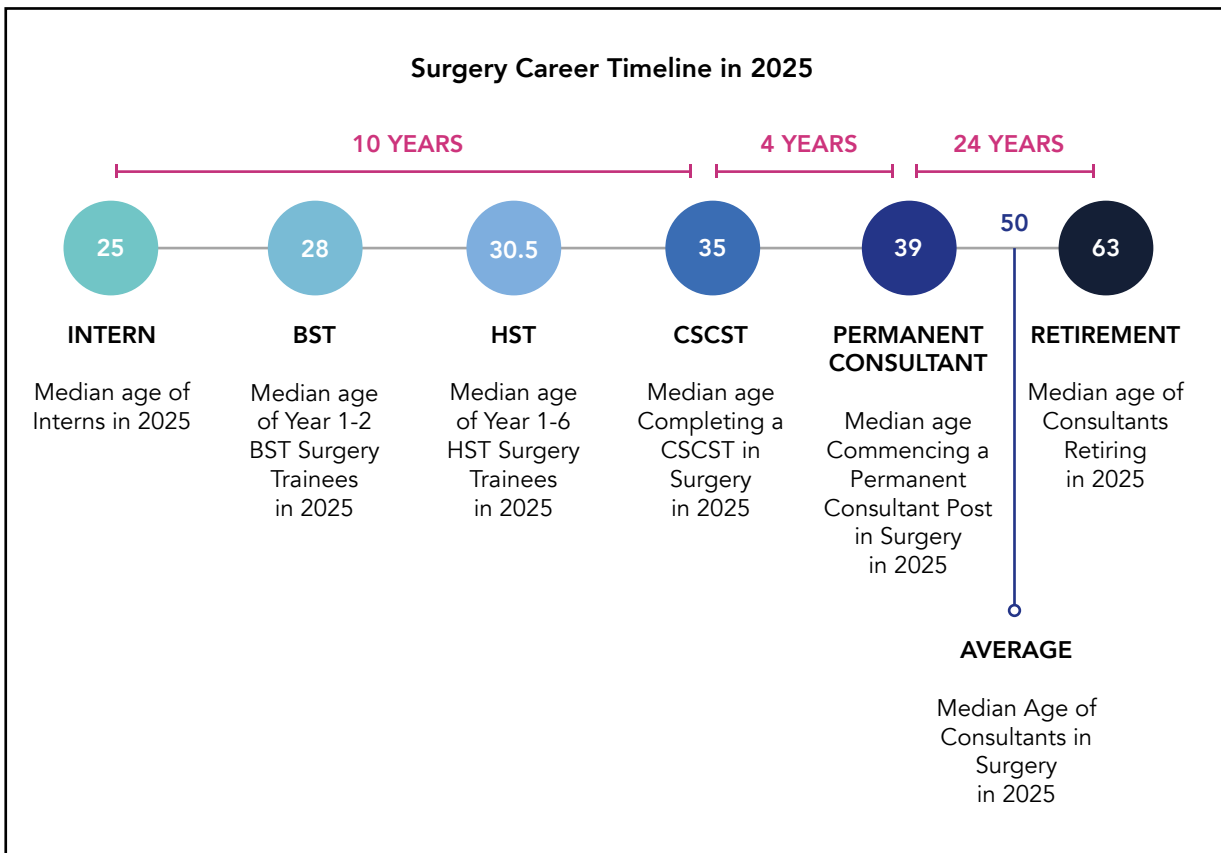 Surgery Career Timeline in 2025
10 YEARS
4 YEARS
24 YEARS
25
28
30.5
35
39
50
63
INTERN
Median age of
Interns in 2025
BST
Median age
of Year 1-2
BST Surgery
Trainees
in 2025
HST
Median age
of Year 1-6
HST Surgery
Trainees
in 2025
CSCST
Median age
Completing a
CSCST in
Surgery
in 2025
PERMANENT
CONSULTANT
Median age
Commencing a
Permanent
Consultant Post
in Surgery
in 2025
RETIREMENT
Median age of
Consultants
Retiring
in 2025
AVERAGE
Median Age of
Consultants in
Surgery
in 2025